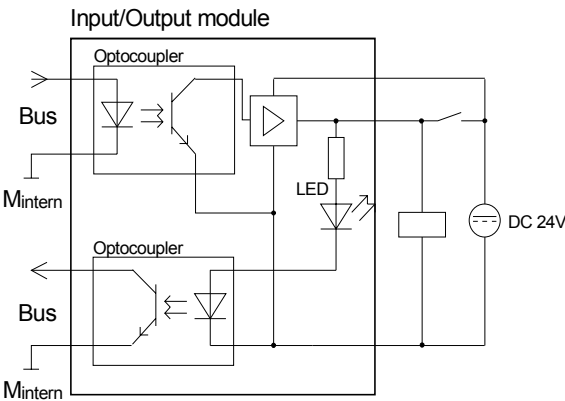 Input/Output module
Optocoupler
Bus
Mintern
LED
DC 24V
Optocoupler
Bus
Mintern